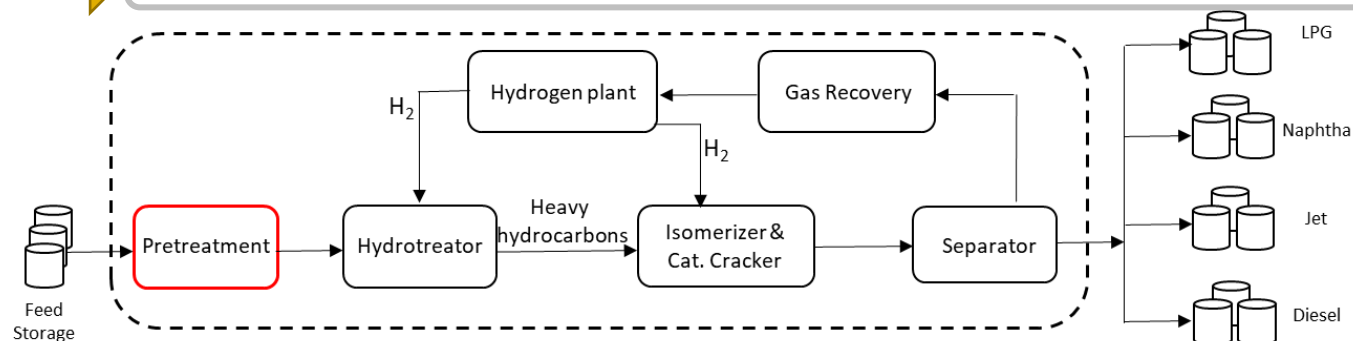 LPG
Hydrogen plant
Gas Recovery
H2
H2
Naphtha
Pretreatment
Hydrotreator
Heavy
hydrocarbons
Isomerizer &
Cat. Cracker
Separator
Jet
Feed
Storage
Diesel